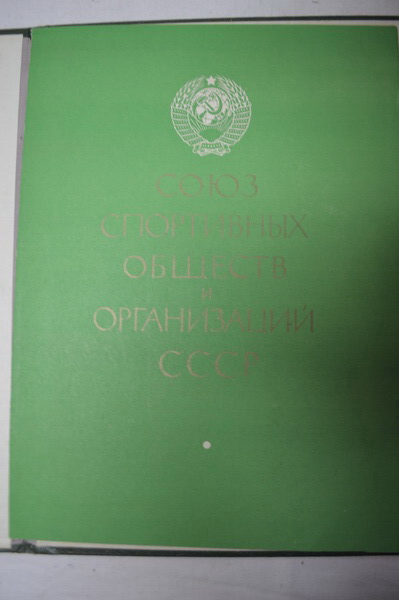 СОЮЗ
СПОРТИВНЫХ
ОБЩЕСТВ
И
ОРГАНИЗАЦИЙ
СССР